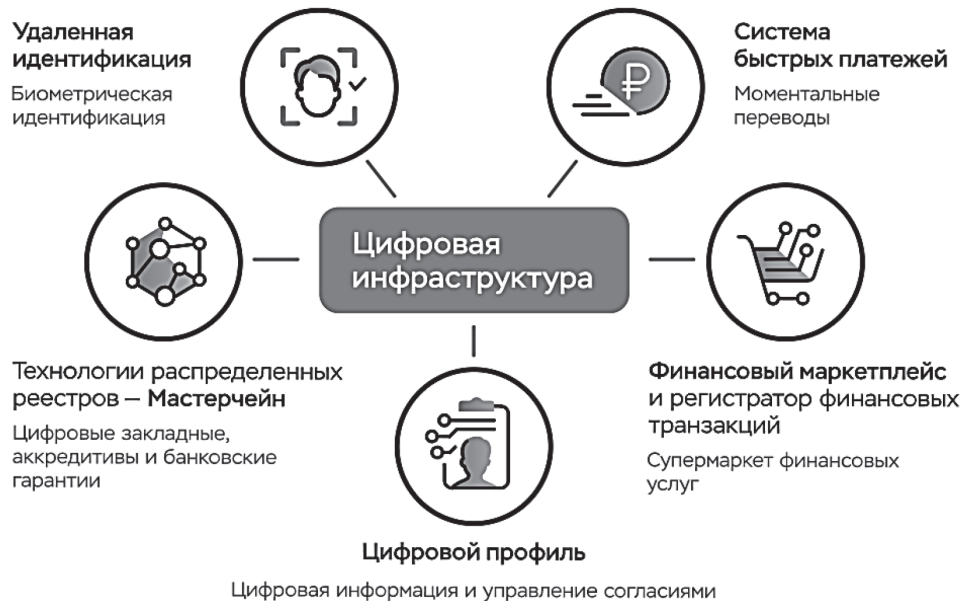 Удаленная
идентификация
Биометрическая
идентификация
Система
быстрых платежей
Моментальные
переводы
Цифровая
инфраструктура
Технологии распределенных
реестров — Мастерчейн
Цифровые закладные,
аккредитивы и банковские
гарантии
Финансовый маркетплейс
и регистратор финансовых
транзакций
Супермаркет финансовых
услуг
Цифровой профиль
Цифровая информация и управление согласиями